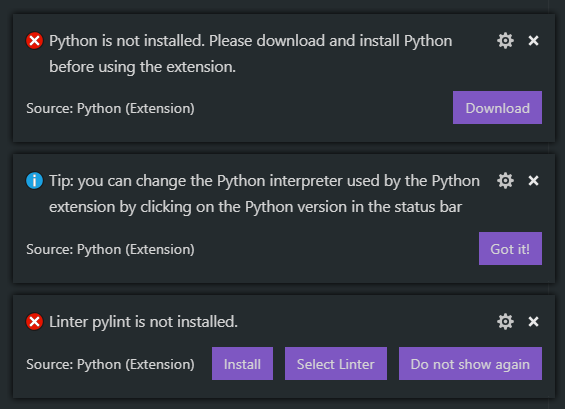 Python is not installed. Please download and install Python
before using the extension.
Source: Python (Extension)
Download
Tip: you can change the Python interpreter used by the Python
extension by clicking on the Python version in the status bar
Source: Python (Extension)
Got it!
Linter pylint is not installed.
Source: Python (Extension)
Install
Select Linter
Do not show again